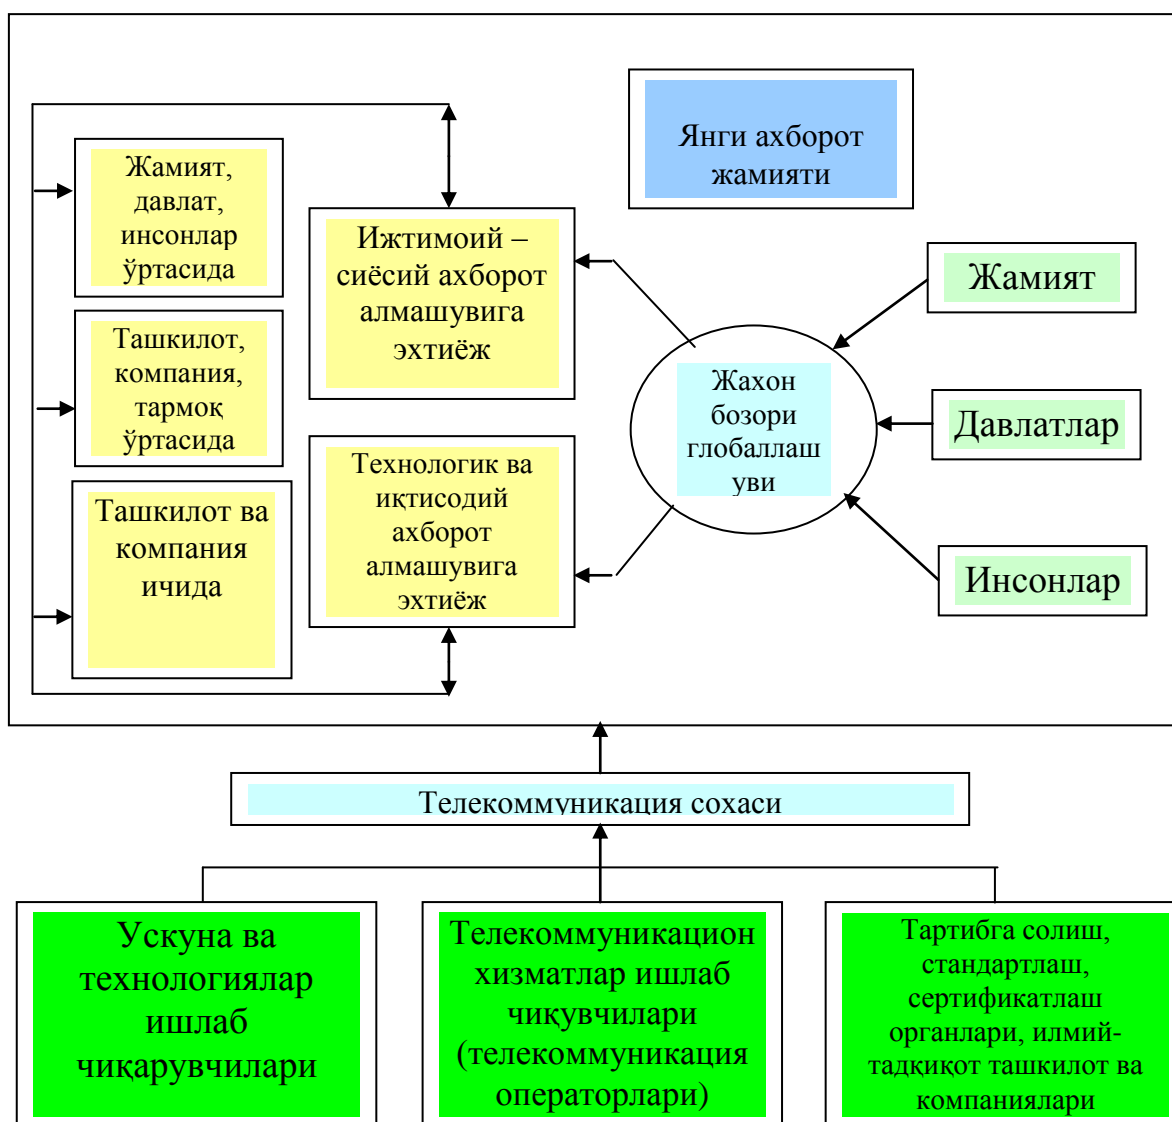 Янги ахборот
жамияти
Жамият,
давлат,
инсонлар
ўртасида
Ижтимоий –
сиёсий ахборот
алмашувига
эхтиёж
Жамият
Ташкилот,
компания,
тармоқ
ўртасида
Жахон
бозори
глобаллаш
уви
Давлатлар
Технологик ва
иқтисодий
ахборот
алмашувига
эхтиёж
Ташкилот ва
компания
ичида
Инсонлар
Телекоммуникация сохаси
Ускуна ва
технологиялар
ишлаб
чиқарувчилари
Телекоммуникацион
хизматлар ишлаб
чиқувчилари
(телекоммуникация
операторлари)
Тартибга солиш,
стандартлаш,
сертификатлаш
органлари, илмий-
тадқиқот ташкилот ва
компаниялари